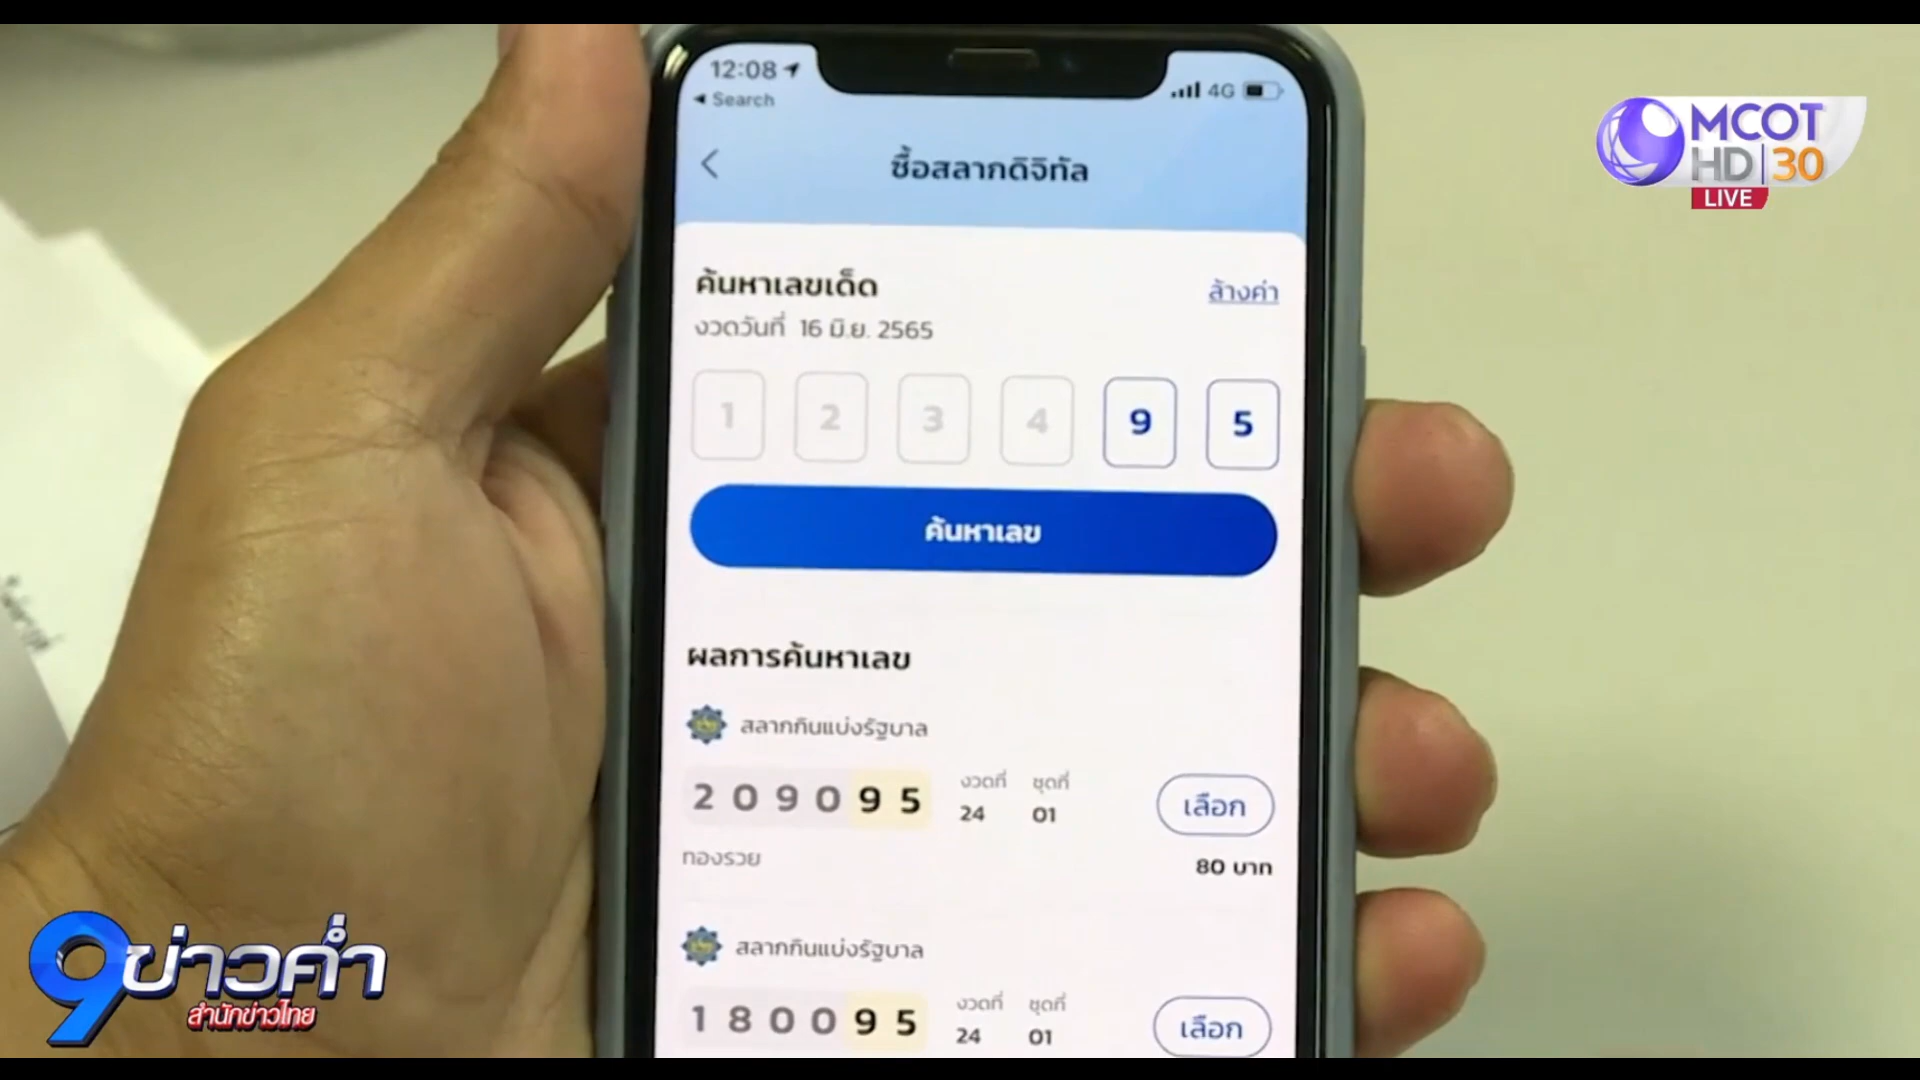 12:08
4G
Search
MCOT
HD 30
LIVE
ซื้อสลากดิจิทัล
ค้นหาเลขเด็ด
ล้างค่า
งวดวันที่ 16 มิ.ย. 2565
1 2 3 4 9 5
ค้นหาเลข
ผลการค้นหาเลข
สลากกินแบ่งรัฐบาล
งวดที่ ชุดที่
2 0 9 0 9 5 24 01 เลือก
ทองรวย 80 บาท
สลากกินแบ่งรัฐบาล
งวดที่ ชุดที่
1 8 0 0 9 5 24 01 เลือก
9ข่าวค่ำ
สำนักข่าวไทย